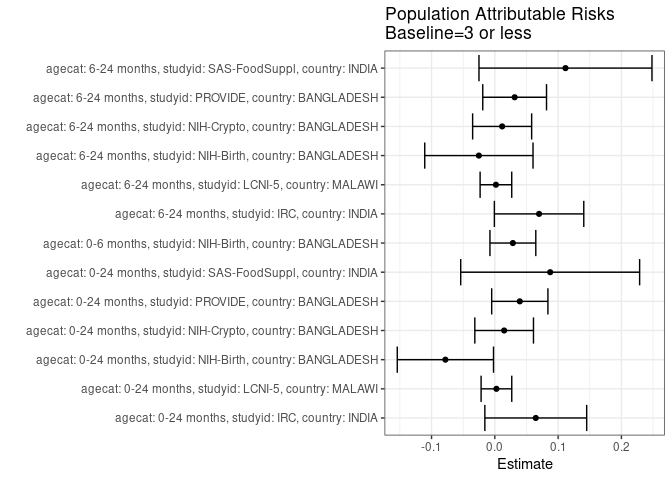 Population Attributable Risks
Baseline=3 or less
agecat: 6-24 months, studyid: SAS-FoodSuppl, country: INDIA
agecat: 6-24 months, studyid: PROVIDE, country: BANGLADESH
agecat: 6-24 months, studyid: NIH-Crypto, country: BANGLADESH
agecat: 6-24 months, studyid: NIH-Birth, country: BANGLADESH
agecat: 6-24 months, studyid: LCNI-5, country: MALAWI
agecat: 6-24 months, studyid: IRC, country: INDIA
agecat: 0-6 months, studyid: NIH-Birth, country: BANGLADESH
agecat: 0-24 months, studyid: SAS-FoodSuppl, country: INDIA
agecat: 0-24 months, studyid: PROVIDE, country: BANGLADESH
agecat: 0-24 months, studyid: NIH-Crypto, country: BANGLADESH
agecat: 0-24 months, studyid: NIH-Birth, country: BANGLADESH
agecat: 0-24 months, studyid: LCNI-5, country: MALAWI
agecat: 0-24 months, studyid: IRC, country: INDIA
-0.1 0.0 0.1 0.2
Estimate